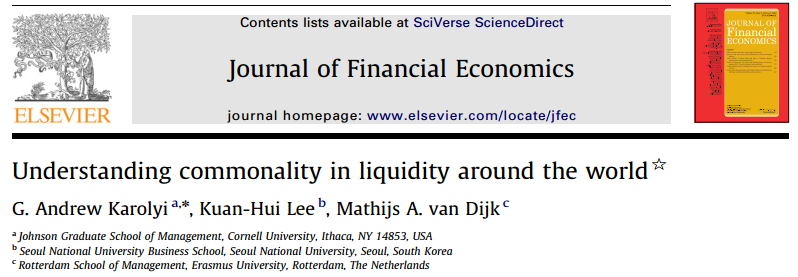 Contents lists available at SciVerse ScienceDirect
Journal of Financial Economics
journal homepage: www.elsevier.com/locate/jfec
ELSEVIER
JOURNAL OF
Financial
ECONOMICS
Understanding commonality in liquidity around the world☆
G. Andrew Karolyi a,*, Kuan-Hui Lee b, Mathijs A. van Dijk c
a Johnson Graduate School of Management, Cornell University, Ithaca, NY 14853, USA
b Seoul National University Business School, Seoul National University, Seoul, South Korea
c Rotterdam School of Management, Erasmus University, Rotterdam, The Netherlands